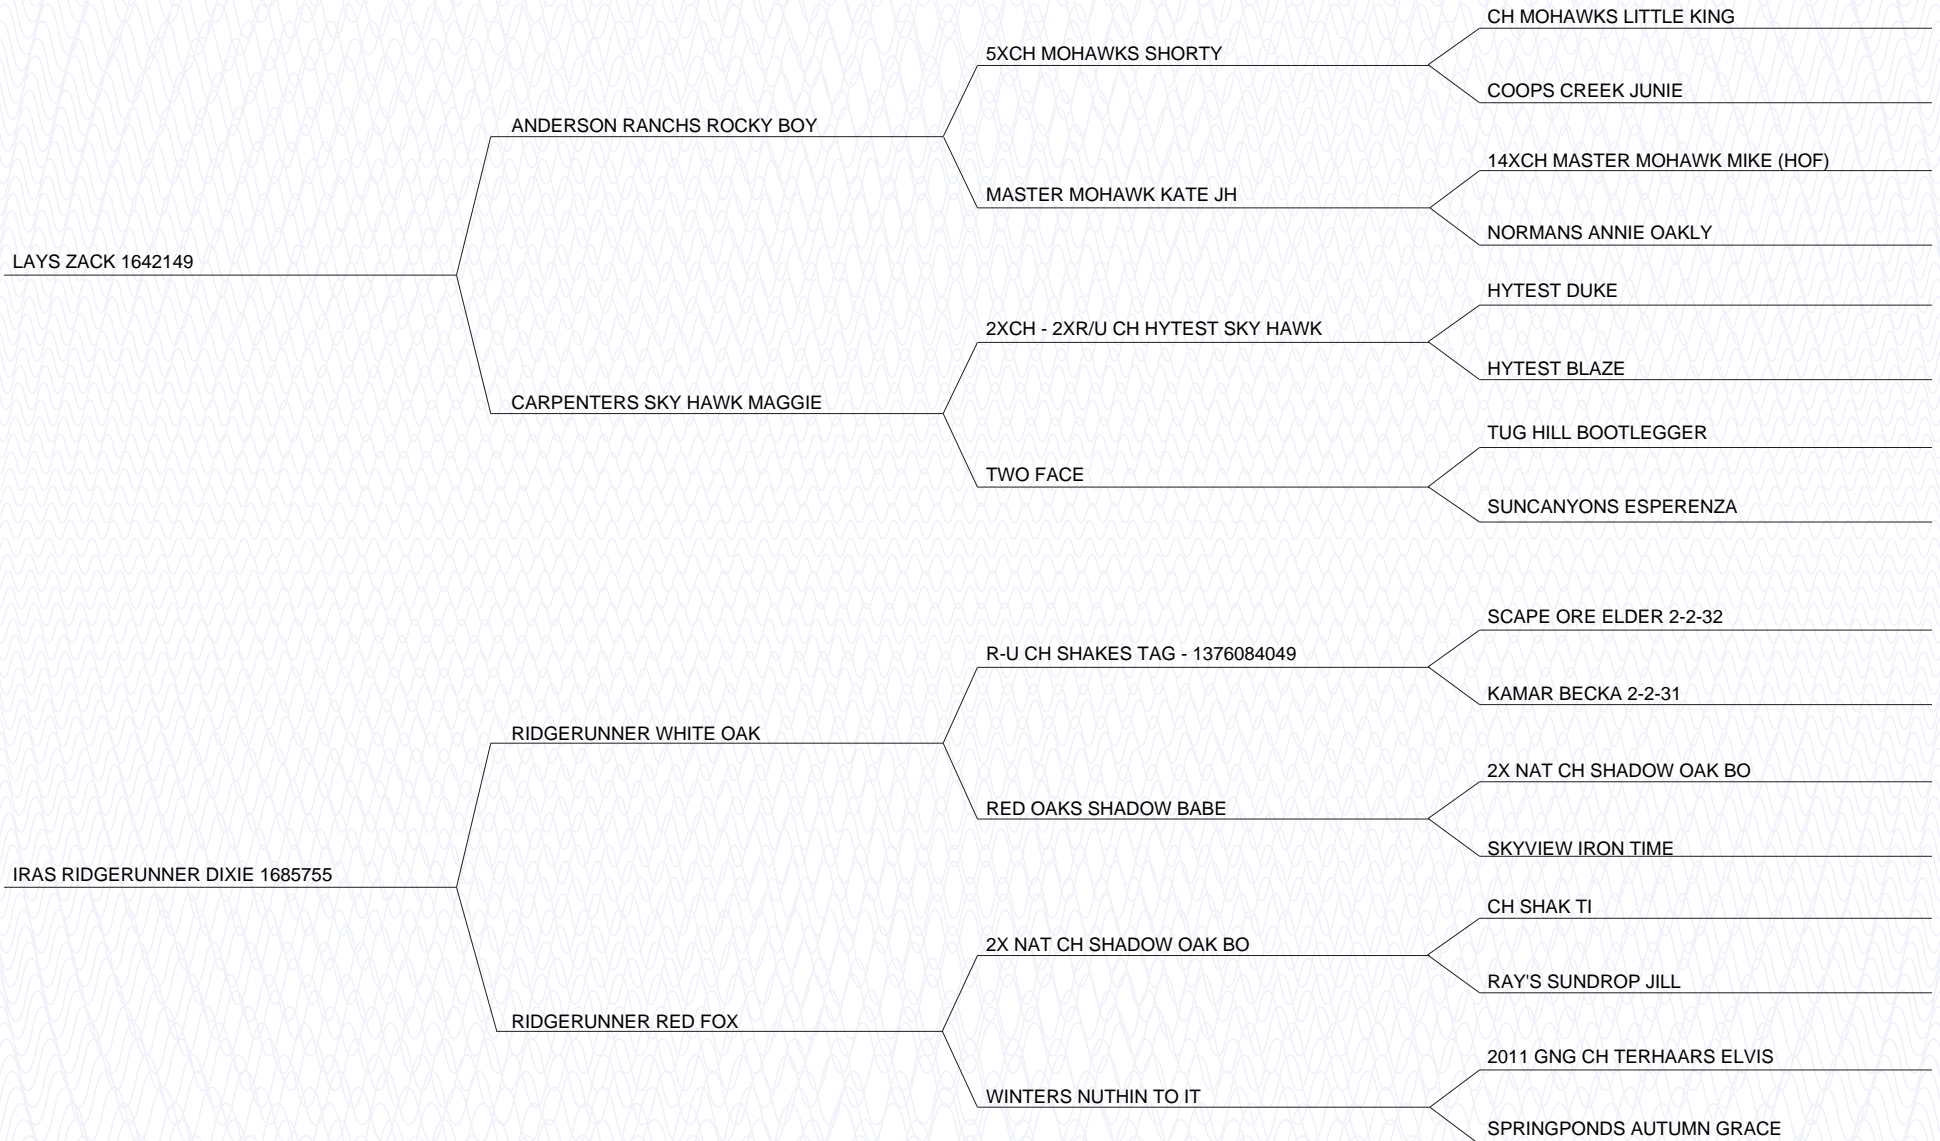 CH MOHAWKS LITTLE KING
5XCH MOHAWKS SHORTY
COOPS CREEK JUNIE
ANDERSON RANCHS ROCKY BOY
14XCH MASTER MOHAWK MIKE (HOF)
MASTER MOHAWK KATE JH
NORMANS ANNIE OAKLY
LAYS ZACK 1642149
HYTEST DUKE
2XCH - 2XR/U CH HYTEST SKY HAWK
HYTEST BLAZE
CARPENTERS SKY HAWK MAGGIE
TUG HILL BOOTLEGGER
TWO FACE
SUNCANYONS ESPERENZA
SCAPE ORE ELDER 2-2-32
R-U CH SHAKES TAG - 1376084049
KAMAR BECKA 2-2-31
RIDGERUNNER WHITE OAK
2X NAT CH SHADOW OAK BO
RED OAKS SHADOW BABE
SKYVIEW IRON TIME
IRAS RIDGERUNNER DIXIE 1685755
CH SHAK TI
2X NAT CH SHADOW OAK BO
RAY'S SUNDROP JILL
RIDGERUNNER RED FOX
2011 GNG CH TERHAARS ELVIS
WINTERS NUTHIN TO IT
SPRINGPONDS AUTUMN GRACE